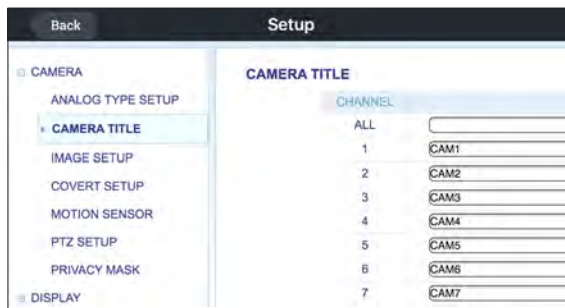 Back Setup
CAMERA
ANALOG TYPE SETUP
CAMERA TITLE
IMAGE SETUP
COVERT SETUP
MOTION SENSOR
PTZ SETUP
PRIVACY MASK
DISPLAY
CAMERA TITLE
CHANNEL
ALL
1 CAM1
2 CAM2
3 CAM3
4 CAM4
5 CAM5
6 CAM6
7 CAM7